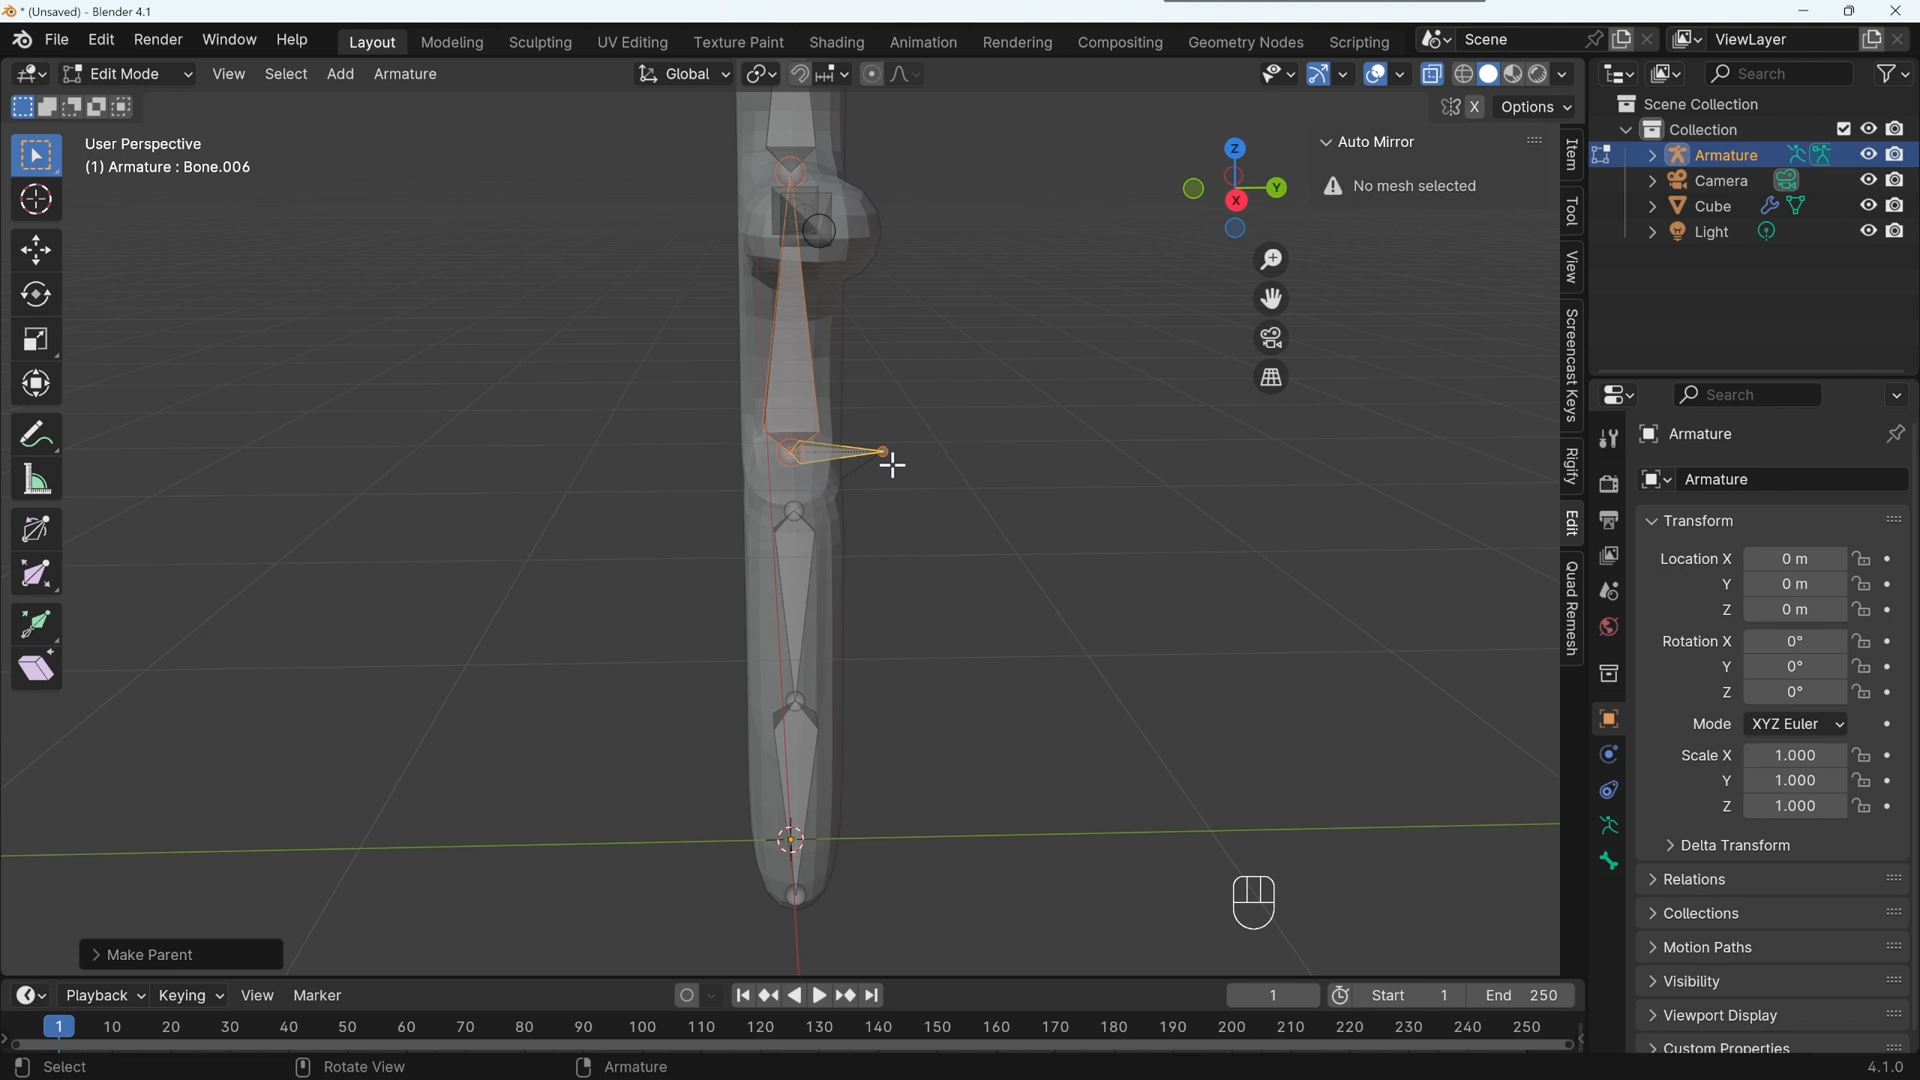 * (Unsaved) - Blender 4.1
File Edit Render Window Help
Layout Modeling Sculpting UV Editing Texture Paint Shading Animation Rendering Compositing Geometry Nodes Scripting
Scene
ViewLayer
Edit Mode View Select Add Armature
Global
Search
X Options
User Perspective
(1) Armature : Bone.006
Auto Mirror
No mesh selected
Z
Y
X
Item
Tool
View
Screencast Keys
Rigify
Edit
Quad Remesh
Scene Collection
Collection
Armature
Camera
Cube
Light
Search
Armature
Armature
Transform
Location X 0 m
Y 0 m
Z 0 m
Rotation X 0°
Y 0°
Z 0°
Mode XYZ Euler
Scale X 1.000
Y 1.000
Z 1.000
Delta Transform
Relations
Collections
Motion Paths
Visibility
Viewport Display
Custom Properties
Make Parent
Playback Keying View Marker
1 Start 1 End 250
1 10 20 30 40 50 60 70 80 90 100 110 120 130 140 150 160 170 180 190 200 210 220 230 240 250
Select Rotate View Armature 4.1.0